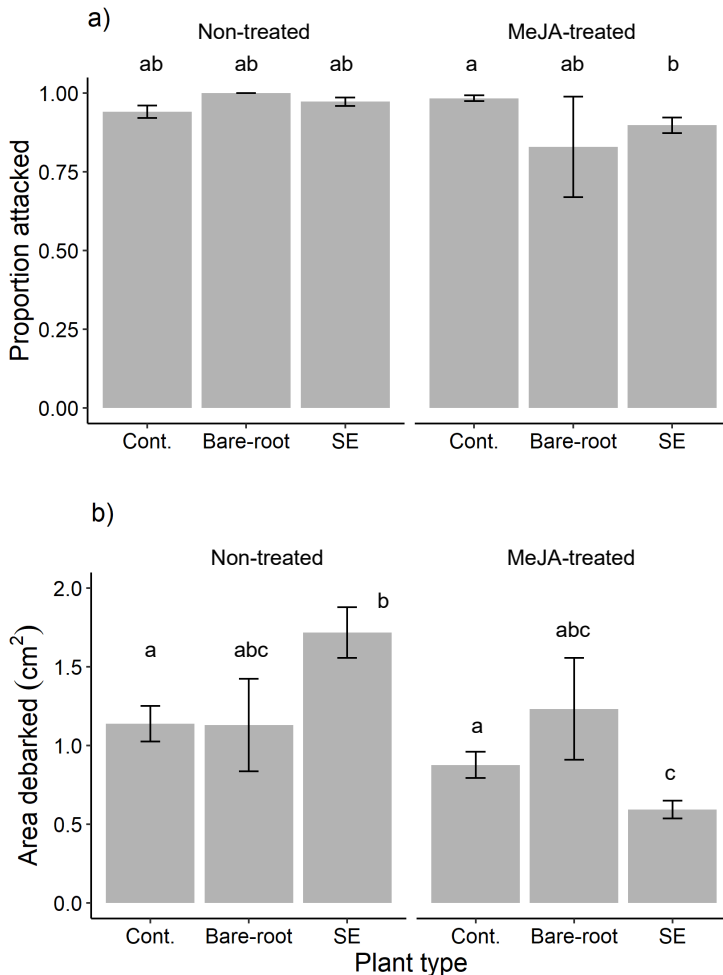 a)
Non-treated MeJA-treated
ab ab ab a ab b
1.00
0.75
0.50
0.25
0.00
Proportion attacked
Cont. Bare-root SE Cont. Bare-root SE
b)
Non-treated MeJA-treated
2.0
1.5
1.0
0.5
0.0
a abc b a abc c
Area debarked (cm²)
Cont. Bare-root SE Cont. Bare-root SE
Plant type